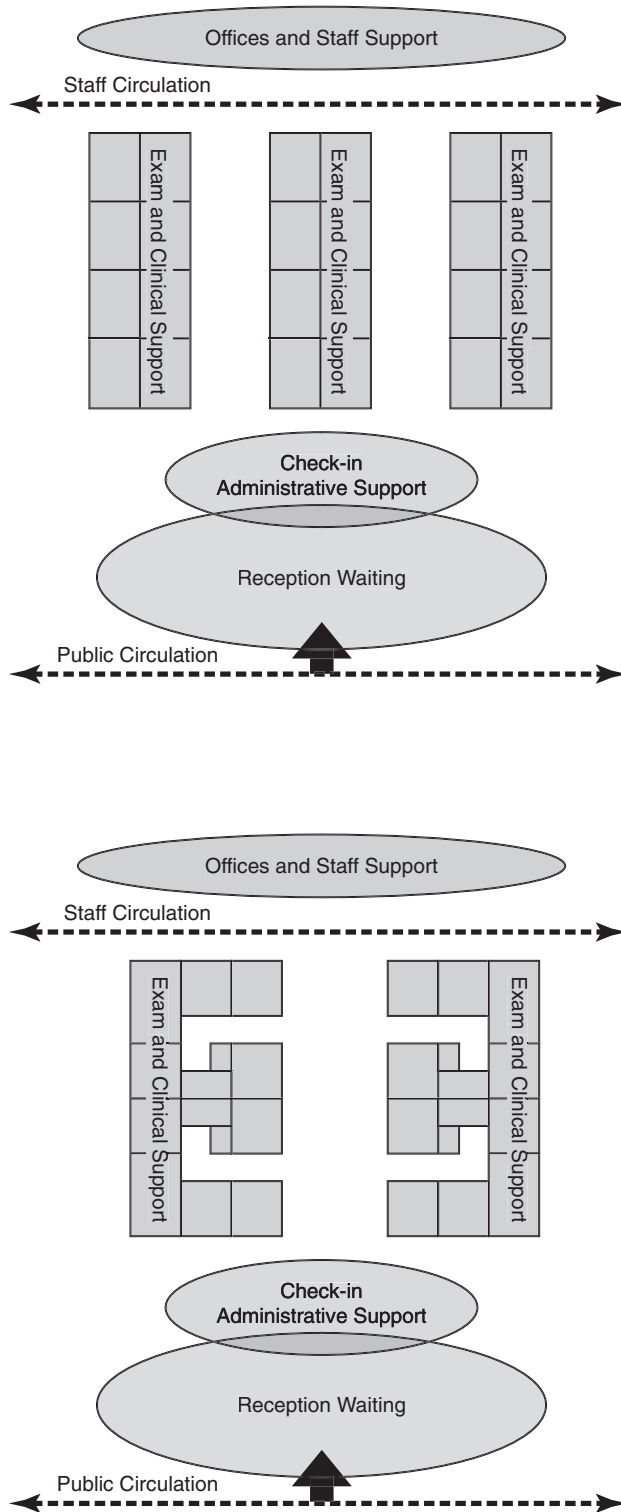 Offices and Staff Support
Staff Circulation
Exam and Clinical Support
Exam and Clinical Support
Exam and Clinical Support
Check-in
Administrative Support
Reception Waiting
Public Circulation
Offices and Staff Support
Staff Circulation
Exam and Clinical Support
Exam and Clinical Support
Check-in
Administrative Support
Reception Waiting
Public Circulation